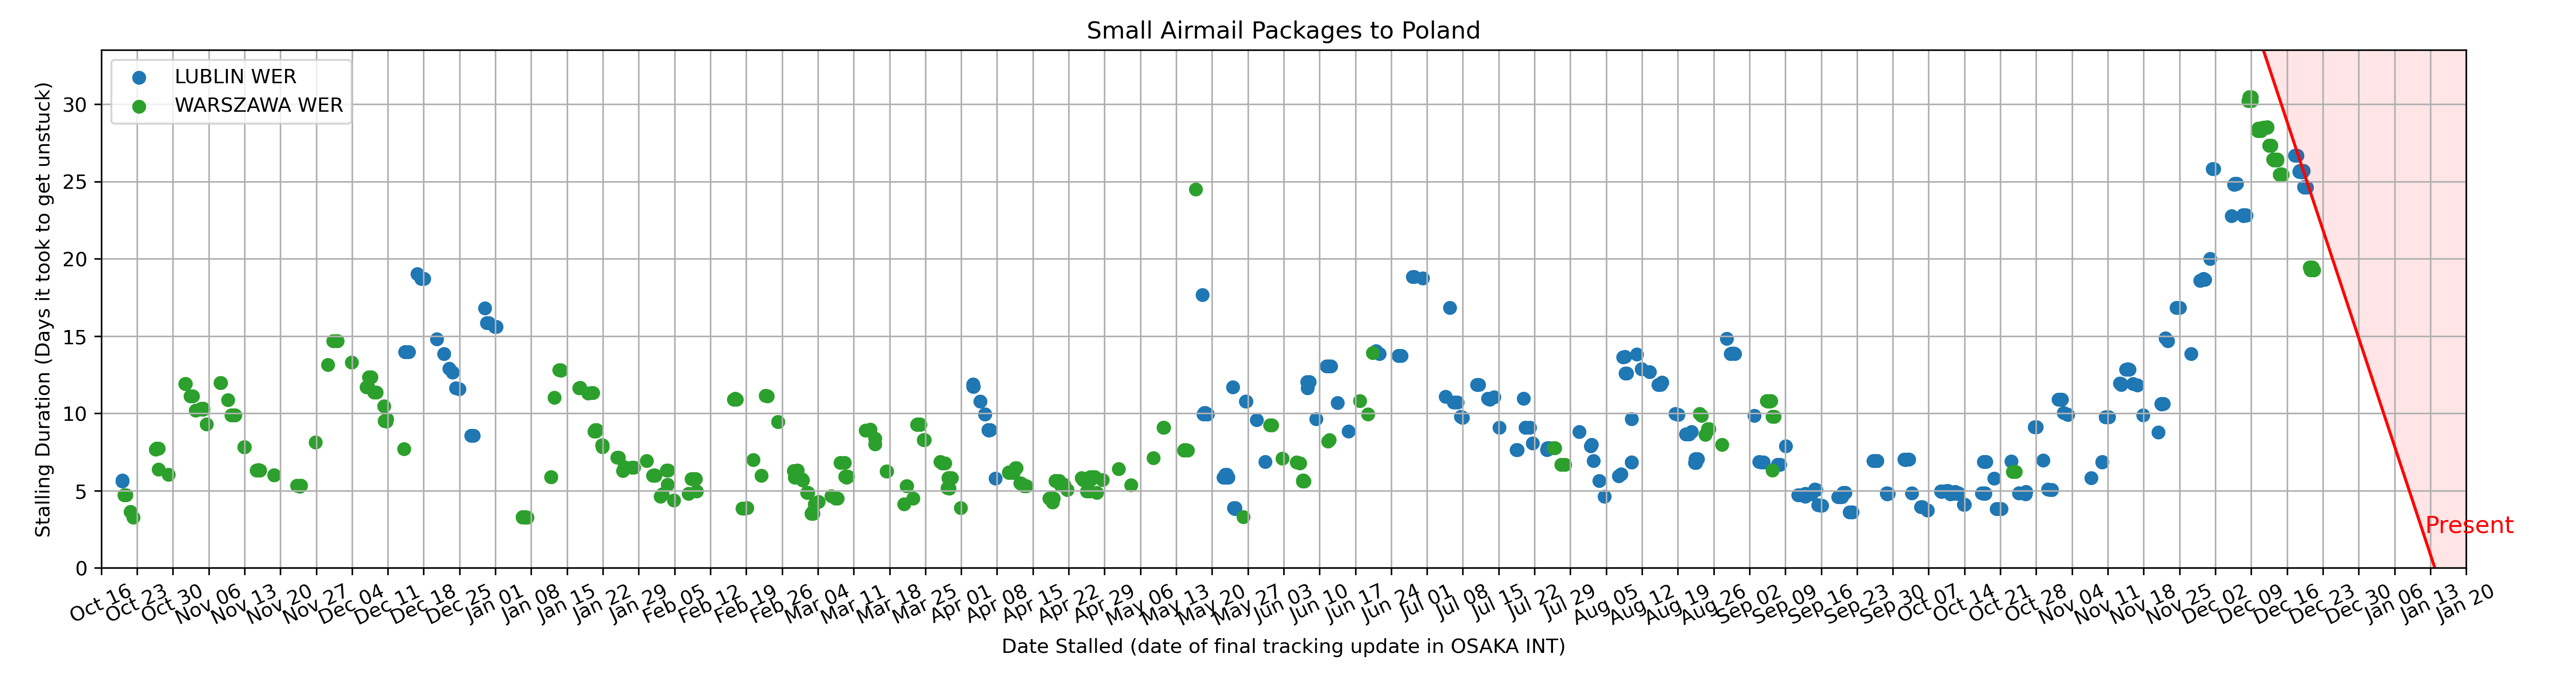 Small Airmail Packages to Poland
LUBLIN WER
WARSZAWA WER
Stalling Duration (Days it took to get unstuck)
30
25
20
15
10
5
0
Present
Oct 16
Oct 23
Oct 30
Nov 06
Nov 13
Nov 20
Nov 27
Dec 04
Dec 11
Dec 18
Dec 25
Jan 01
Jan 08
Jan 15
Jan 22
Jan 29
Feb 05
Feb 12
Feb 19
Feb 26
Mar 04
Mar 11
Mar 18
Mar 25
Apr 01
Apr 08
Apr 15
Apr 22
Apr 29
May 06
May 13
May 20
May 27
Jun 03
Jun 10
Jun 17
Jun 24
Jul 01
Jul 08
Jul 15
Jul 22
Jul 29
Aug 05
Aug 12
Aug 19
Aug 26
Sep 02
Sep 09
Sep 16
Sep 23
Sep 30
Oct 07
Oct 14
Oct 21
Oct 28
Nov 04
Nov 11
Nov 18
Nov 25
Dec 02
Dec 09
Dec 16
Dec 23
Dec 30
Jan 06
Jan 13
Jan 20
Date Stalled (date of final tracking update in OSAKA INT)